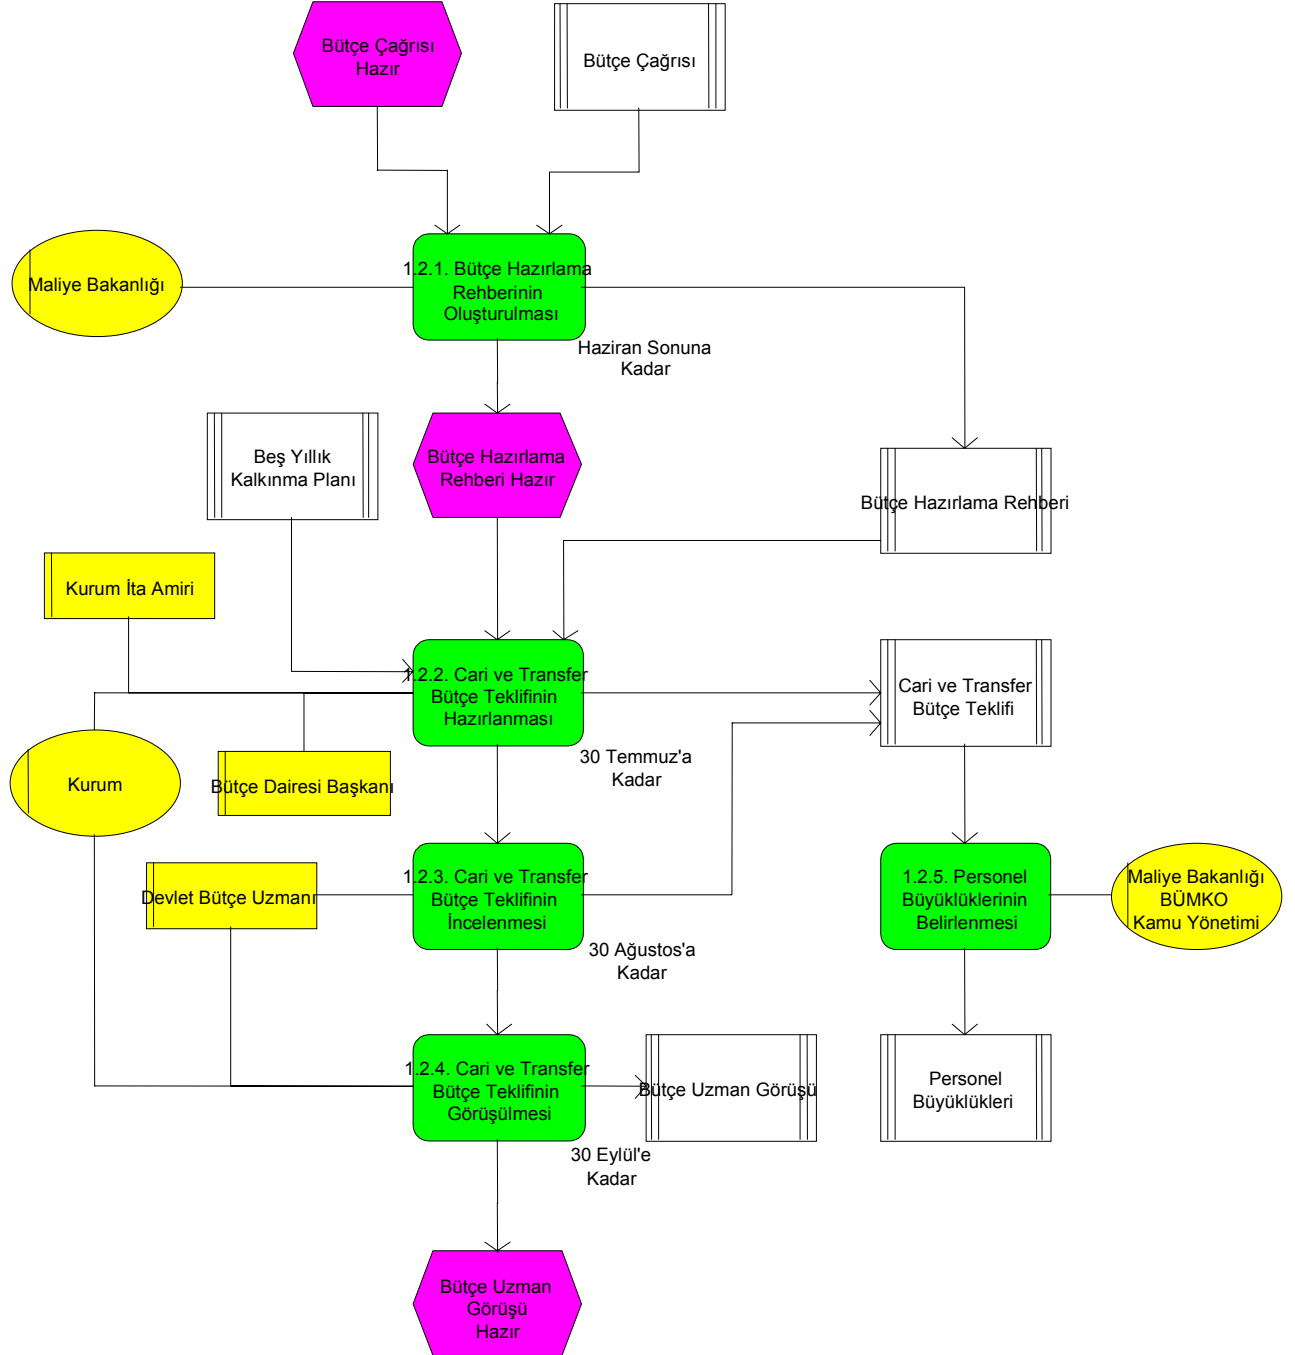 Bütçe Çağrısı
Hazır
Bütçe Çağrısı
Maliye Bakanlığı
1.2.1. Bütçe Hazırlama
Rehberinin
Oluşturulması
Haziran Sonuna
Kadar
Beş Yıllık
Kalkınma Planı
Bütçe Hazırlama
Rehberi Hazır
Bütçe Hazırlama Rehberi
Kurum İta Amiri
1.2.2. Cari ve Transfer
Bütçe Teklifinin
Hazırlanması
Cari ve Transfer
Bütçe Teklifi
30 Temmuz'a
Kadar
Kurum
Bütçe Dairesi Başkanı
Devlet Bütçe Uzmanı
1.2.3. Cari ve Transfer
Bütçe Teklifinin
İncelenmesi
1.2.5. Personel
Büyüklüklerinin
Belirlenmesi
Maliye Bakanlığı
BÜMKO
Kamu Yönetimi
30 Ağustos'a
Kadar
1.2.4. Cari ve Transfer
Bütçe Teklifinin
Görüşülmesi
Bütçe Uzman Görüşü
Personel
Büyüklükleri
30 Eylül'e
Kadar
Bütçe Uzman
Görüşü
Hazır